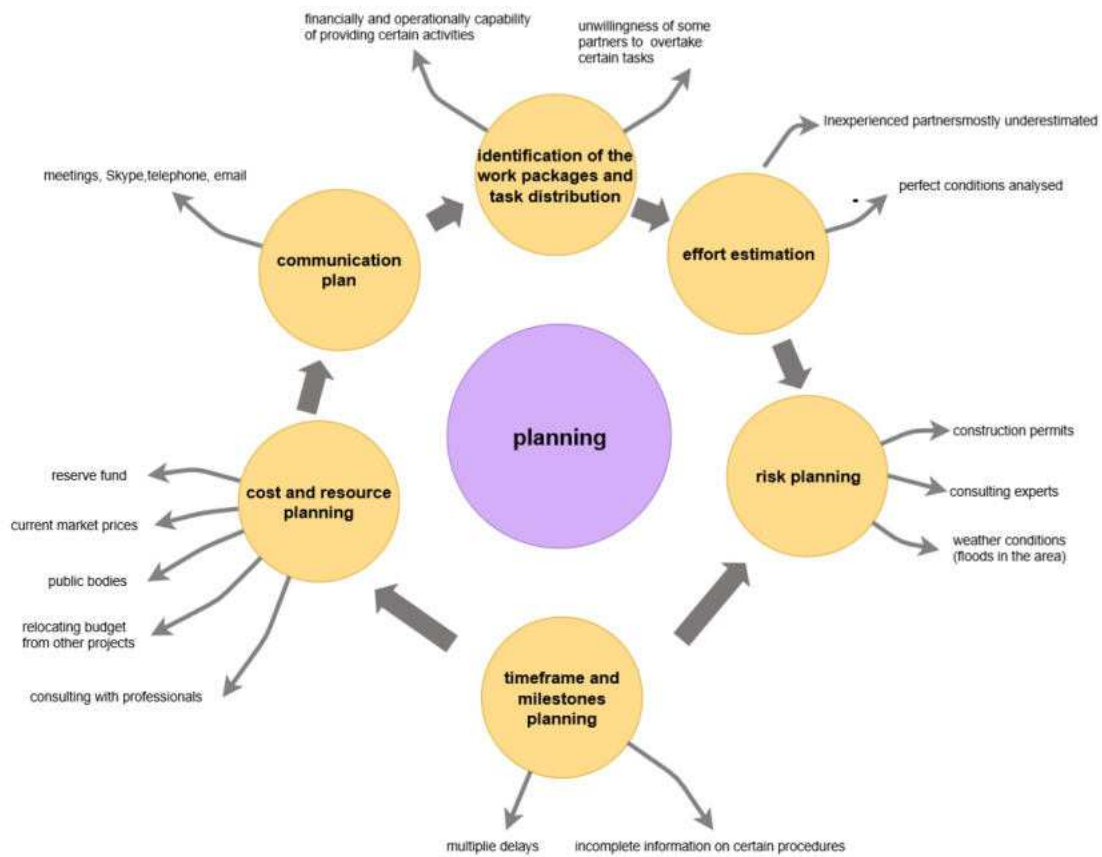 financially and operationally capability
of providing certain activities
unwillingness of some
partners to overtake
certain tasks
Inexperienced partnersmostly underestimated
identification of the
work packages and
task distribution
meetings, Skype,telephone, email
perfect conditions analysed
communication
plan
effort estimation
planning
construction permits
reserve fund
cost and resource
planning
risk planning
consulting experts
current market prices
weather conditions
(floods in the area)
public bodies
relocating budget
from other projects
timeframe and
milestones
planning
consulting with professionals
multiplie delays
incomplete information on certain procedures